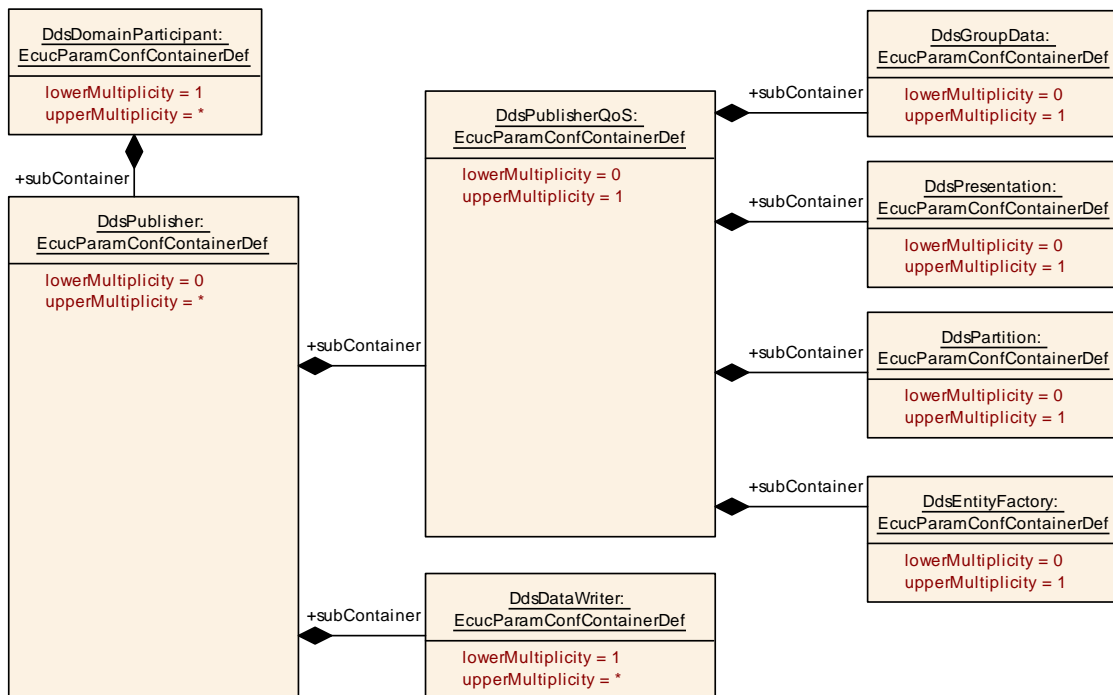 DdsDomainParticipant:
EcucParamConfContainerDef
lowerMultiplicity = 1
upperMultiplicity = *
+subContainer
DdsPublisher:
EcucParamConfContainerDef
lowerMultiplicity = 0
upperMultiplicity = *
+subContainer
DdsPublisherQoS:
EcucParamConfContainerDef
lowerMultiplicity = 0
upperMultiplicity = 1
+subContainer
DdsGroupData:
EcucParamConfContainerDef
lowerMultiplicity = 0
upperMultiplicity = 1
+subContainer
DdsPresentation:
EcucParamConfContainerDef
lowerMultiplicity = 0
upperMultiplicity = 1
+subContainer
DdsPartition:
EcucParamConfContainerDef
lowerMultiplicity = 0
upperMultiplicity = 1
+subContainer
DdsEntityFactory:
EcucParamConfContainerDef
lowerMultiplicity = 0
upperMultiplicity = 1
+subContainer
DdsDataWriter:
EcucParamConfContainerDef
lowerMultiplicity = 1
upperMultiplicity = *